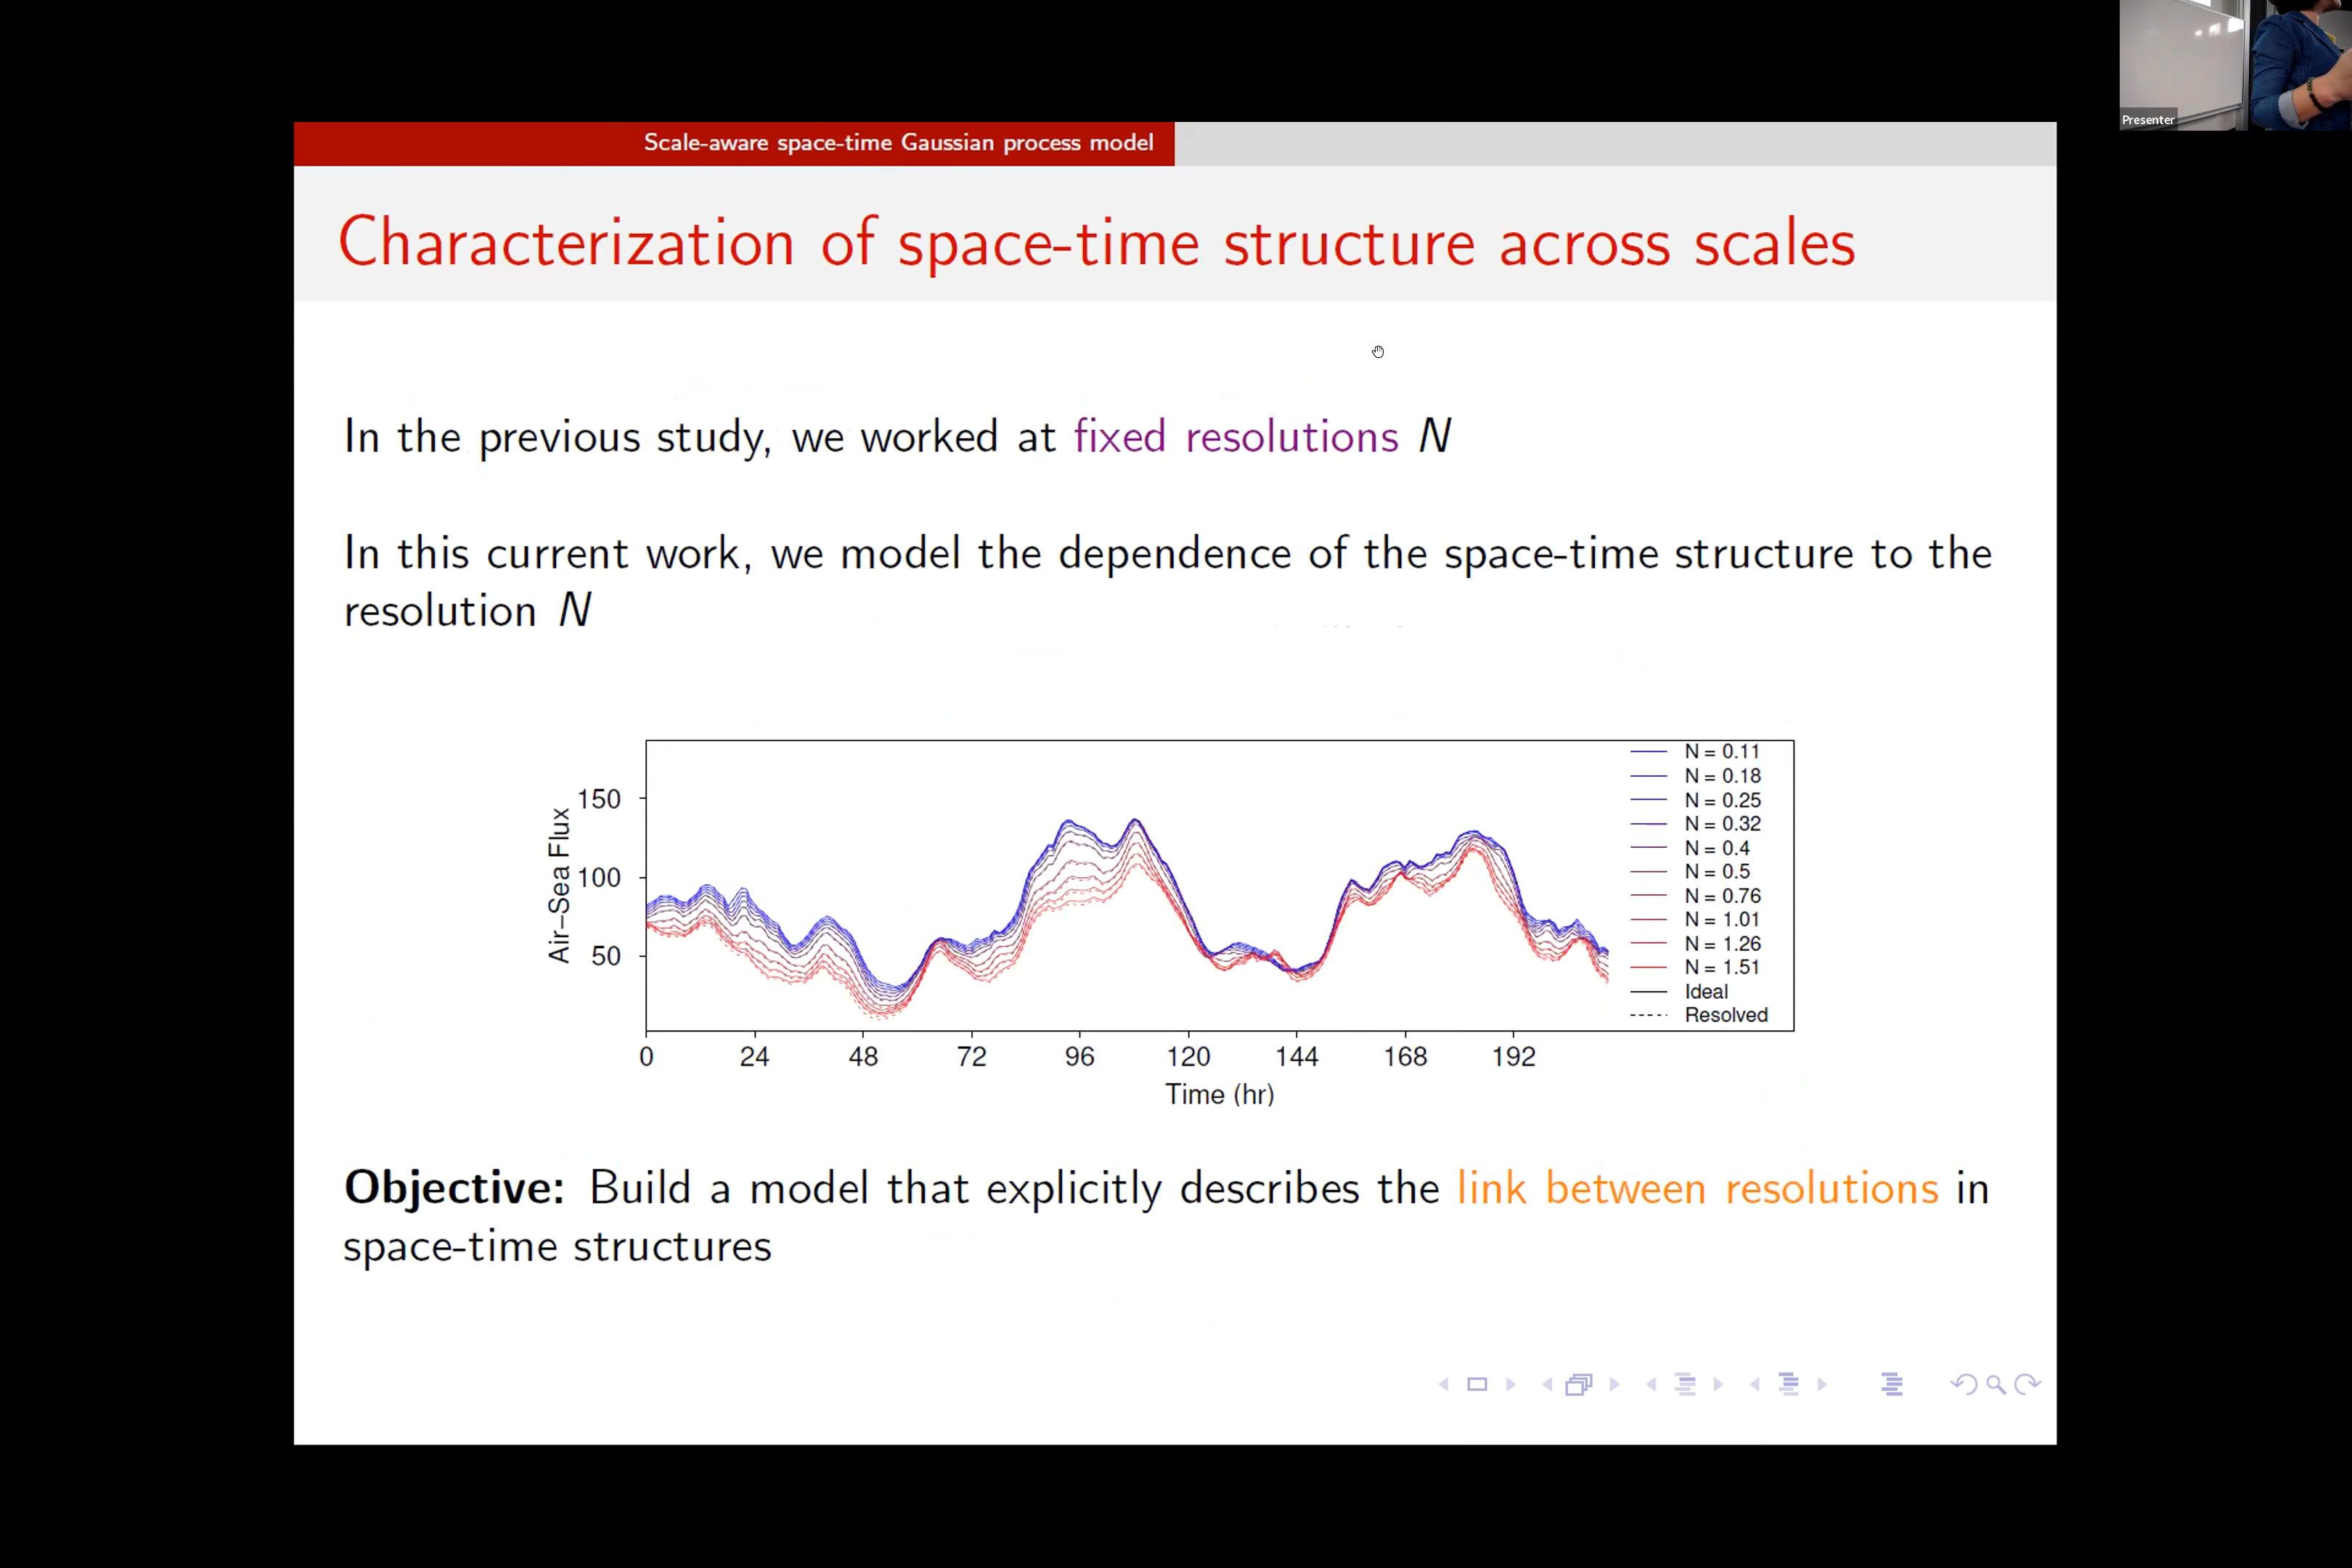 Presenter
Scale-aware space-time Gaussian process model
Characterization of space-time structure across scales
In the previous study, we worked at fixed resolutions N
In this current work, we model the dependence of the space-time structure to the
resolution N
Air–Sea Flux
150
100
50
N = 0.11
N = 0.18
N = 0.25
N = 0.32
N = 0.4
N = 0.5
N = 0.76
N = 1.01
N = 1.26
N = 1.51
Ideal
Resolved
0 24 48 72 96 120 144 168 192
Time (hr)
Objective: Build a model that explicitly describes the link between resolutions in
space-time structures